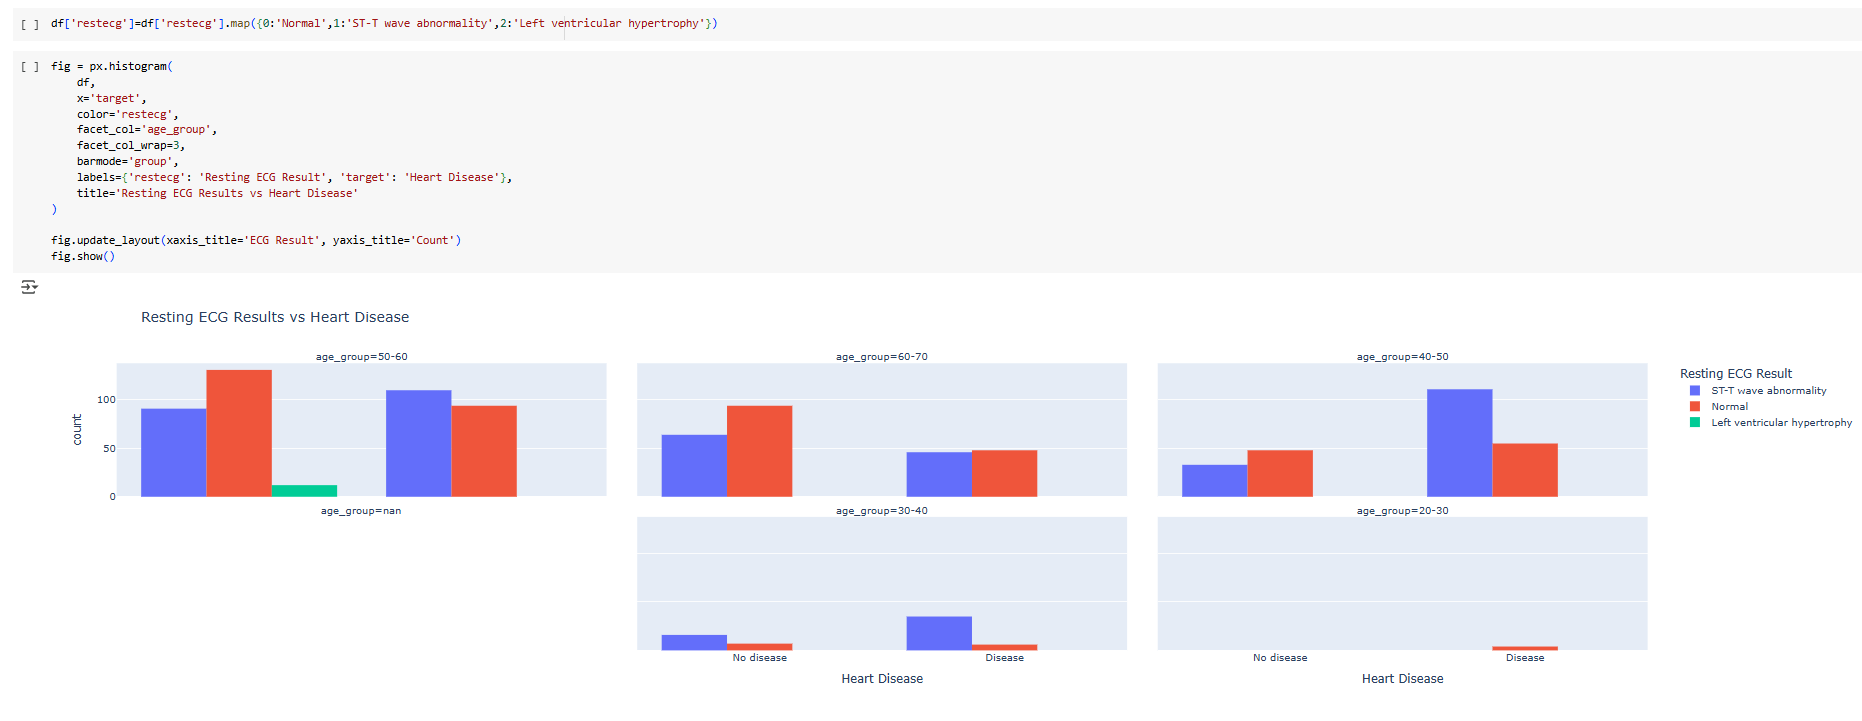 [ ] df['restecg']=df['restecg'].map({0:'Normal',1:'ST-T wave abnormality',2:'Left ventricular hypertrophy'})
[ ] fig = px.histogram(
df,
x='target',
color='restecg',
facet_col='age_group',
facet_col_wrap=3,
barmode='group',
labels={'restecg': 'Resting ECG Result', 'target': 'Heart Disease'},
title='Resting ECG Results vs Heart Disease'
)
fig.update_layout(xaxis_title='ECG Result', yaxis_title='Count')
fig.show()
Resting ECG Results vs Heart Disease
age_group=50-60
age_group=60-70
age_group=40-50
100
50
0
count
Resting ECG Result
ST-T wave abnormality
Normal
Left ventricular hypertrophy
age_group=nan
age_group=30-40
age_group=20-30
No disease
Disease
No disease
Disease
Heart Disease
Heart Disease